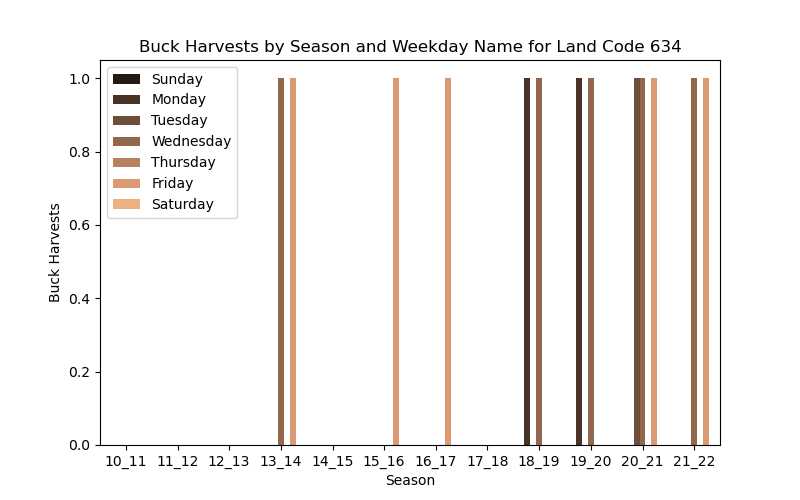 Buck Harvests by Season and Weekday Name for Land Code 634
Sunday
Monday
Tuesday
Wednesday
Thursday
Friday
Saturday
1.0
0.8
0.6
0.4
0.2
0.0
Buck Harvests
10_11 11_12 12_13 13_14 14_15 15_16 16_17 17_18 18_19 19_20 20_21 21_22
Season